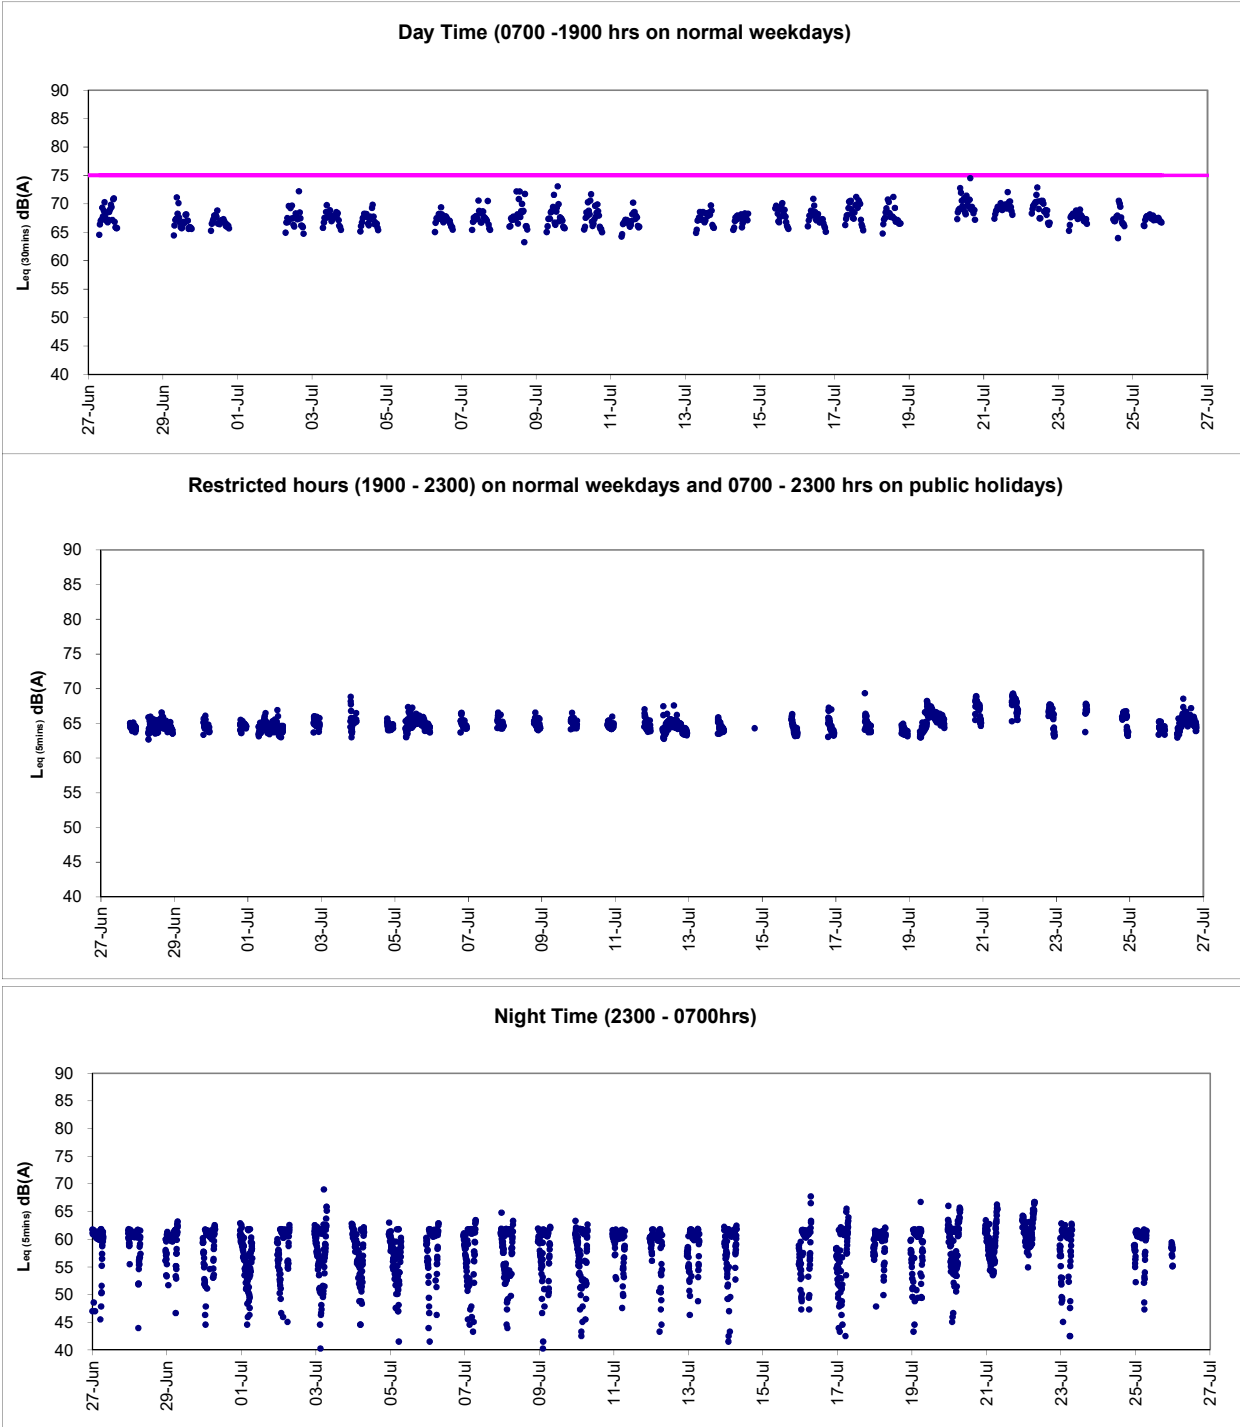 Day Time (0700 -1900 hrs on normal weekdays)
90
85
80
75
70
65
60
55
50
45
40
Leq (30mins) dB(A)
27-Jun
29-Jun
01-Jul
03-Jul
05-Jul
07-Jul
09-Jul
11-Jul
13-Jul
15-Jul
17-Jul
19-Jul
21-Jul
23-Jul
25-Jul
27-Jul
Restricted hours (1900 - 2300) on normal weekdays and 0700 - 2300 hrs on public holidays)
90
85
80
75
70
65
60
55
50
45
40
Leq (5mins) dB(A)
27-Jun
29-Jun
01-Jul
03-Jul
05-Jul
07-Jul
09-Jul
11-Jul
13-Jul
15-Jul
17-Jul
19-Jul
21-Jul
23-Jul
25-Jul
27-Jul
Night Time (2300 - 0700hrs)
90
85
80
75
70
65
60
55
50
45
40
Leq (5mins) dB(A)
27-Jun
29-Jun
01-Jul
03-Jul
05-Jul
07-Jul
09-Jul
11-Jul
13-Jul
15-Jul
17-Jul
19-Jul
21-Jul
23-Jul
25-Jul
27-Jul